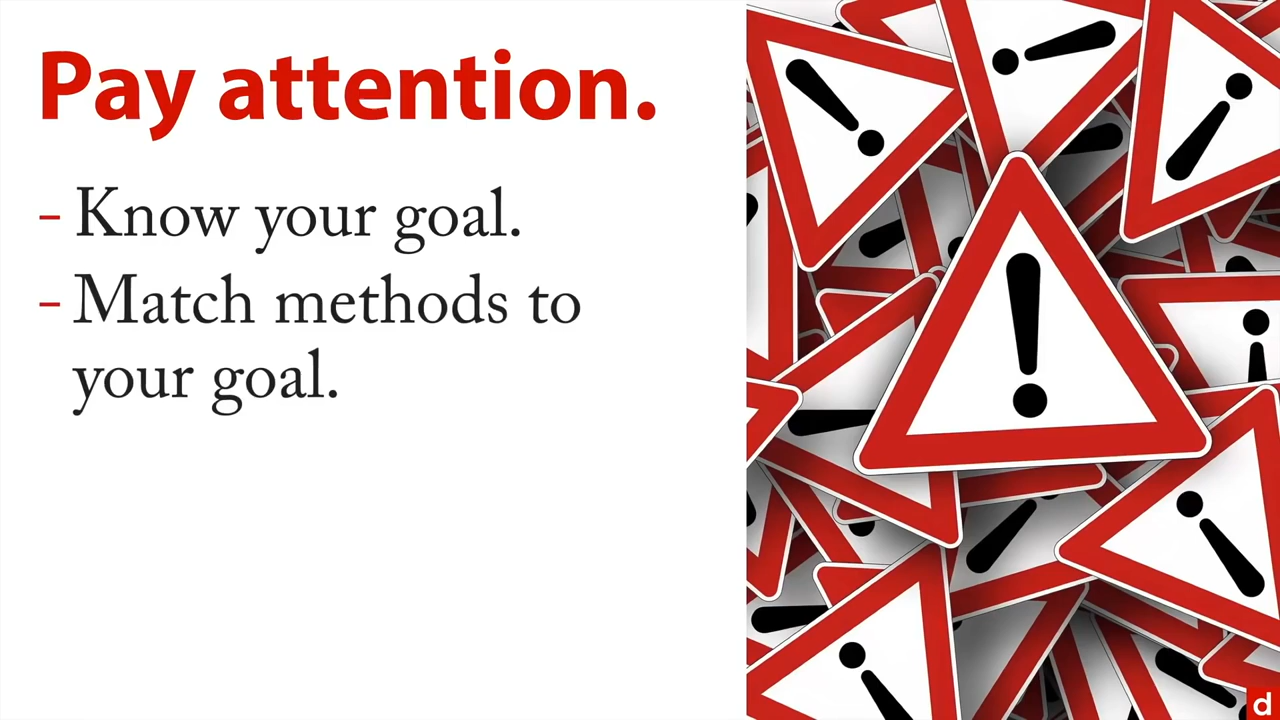 Pay attention.
- Know your goal.
- Match methods to
your goal.
d